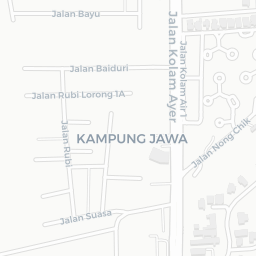 Jalan Bayu
Jalan Kolam Ayer
Jalan Kolam AIr 1
Jalan Baiduri
Jalan Rubi Lorong 1A
Jalan Rubi
KAMPUNG JAWA
Jalan Nong Chik
Jalan Suasa